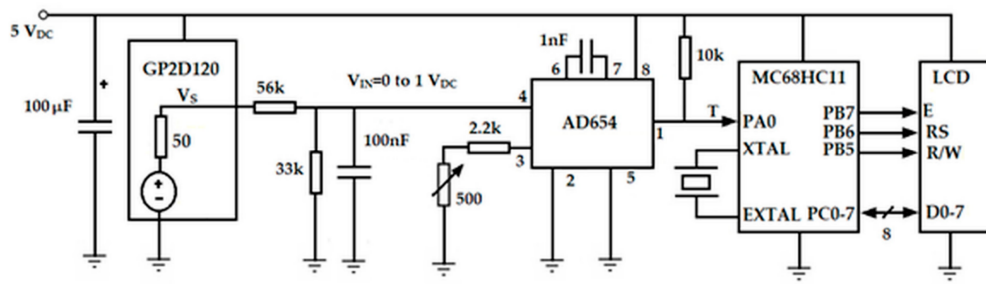 5 VDC
100 µF
+
GP2D120
VS
50
+
-
56k
VIN=0 to 1 VDC
33k
100nF
2.2k
500
1nF
6 7 8
4
AD654
3
1
2 5
10k
T
MC68HC11
PA0
XTAL
EXTAL
PB7
PB6
PB5
PC0-7
8
LCD
E
RS
R/W
D0-7